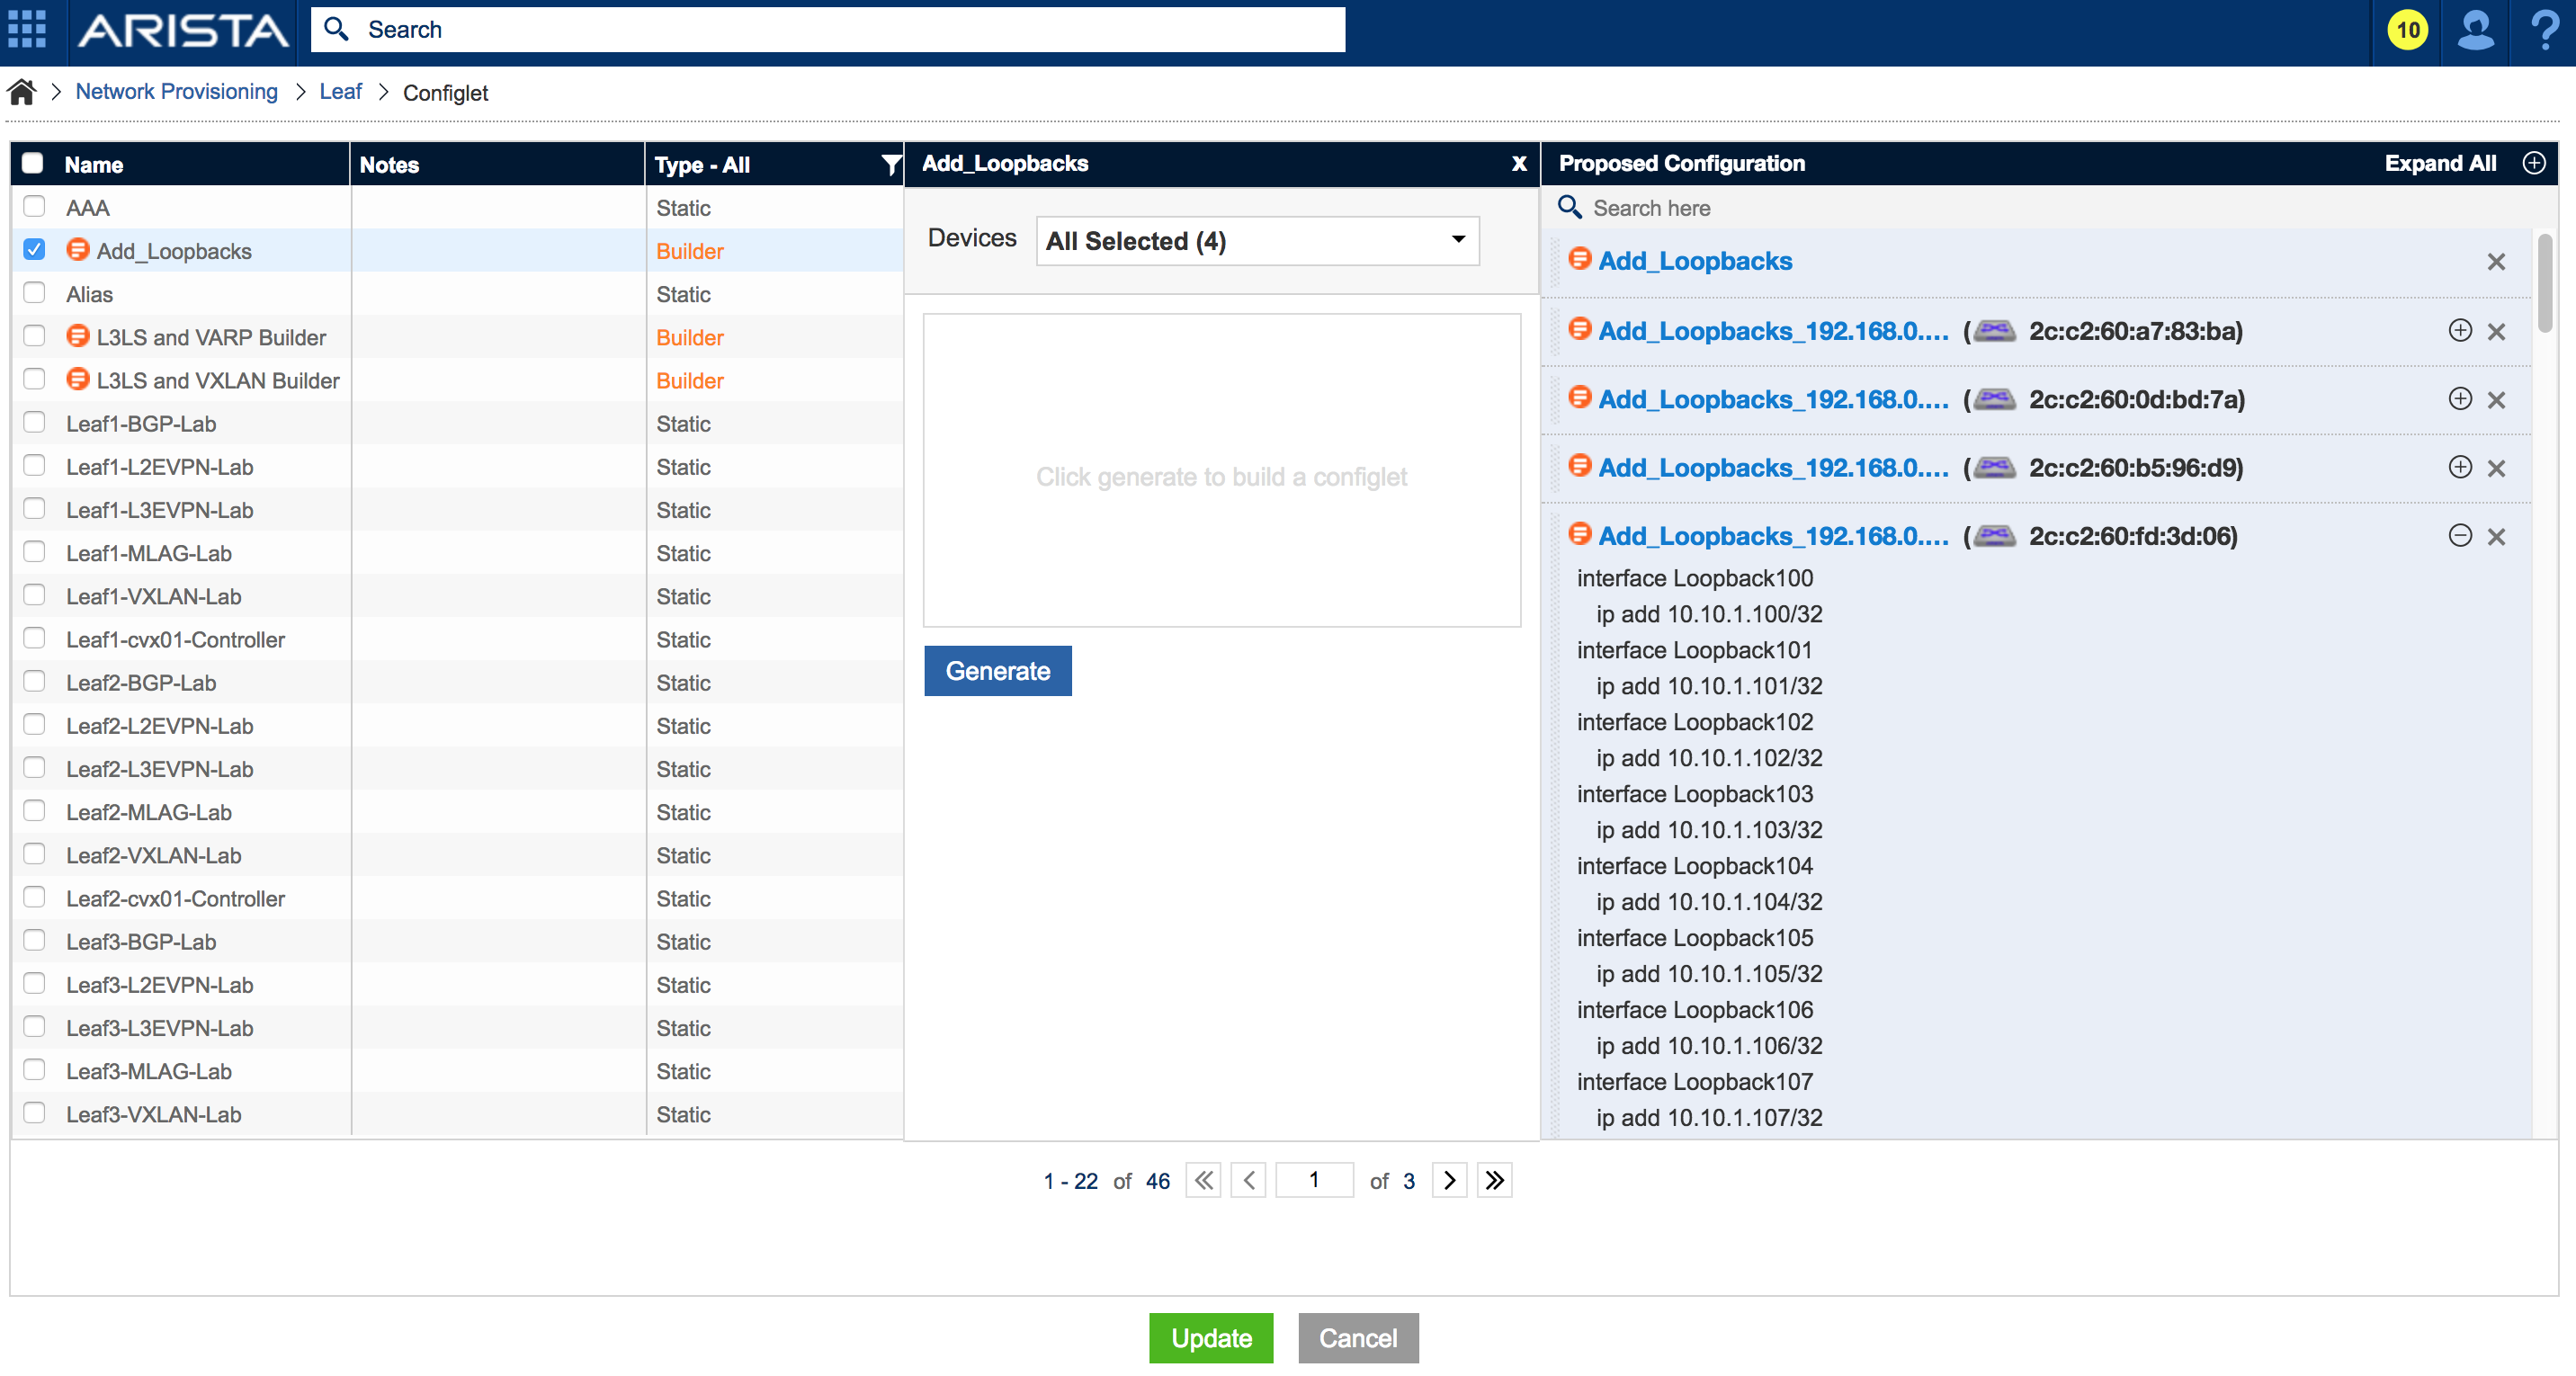 ARISTA Search 10 ?
> Network Provisioning > Leaf > Configlet
Name Notes Type - All
AAA Static
Add_Loopbacks Builder
Alias Static
L3LS and VARP Builder Builder
L3LS and VXLAN Builder Builder
Leaf1-BGP-Lab Static
Leaf1-L2EVPN-Lab Static
Leaf1-L3EVPN-Lab Static
Leaf1-MLAG-Lab Static
Leaf1-VXLAN-Lab Static
Leaf1-cvx01-Controller Static
Leaf2-BGP-Lab Static
Leaf2-L2EVPN-Lab Static
Leaf2-L3EVPN-Lab Static
Leaf2-MLAG-Lab Static
Leaf2-VXLAN-Lab Static
Leaf2-cvx01-Controller Static
Leaf3-BGP-Lab Static
Leaf3-L2EVPN-Lab Static
Leaf3-L3EVPN-Lab Static
Leaf3-MLAG-Lab Static
Leaf3-VXLAN-Lab Static
Add_Loopbacks X
Devices All Selected (4)
Click generate to build a configlet
Generate
Proposed Configuration Expand All
Search here
Add_Loopbacks
Add_Loopbacks_192.168.0.... ( 2c:c2:60:a7:83:ba)
Add_Loopbacks_192.168.0.... ( 2c:c2:60:0d:bd:7a)
Add_Loopbacks_192.168.0.... ( 2c:c2:60:b5:96:d9)
Add_Loopbacks_192.168.0.... ( 2c:c2:60:fd:3d:06)
interface Loopback100
ip add 10.10.1.100/32
interface Loopback101
ip add 10.10.1.101/32
interface Loopback102
ip add 10.10.1.102/32
interface Loopback103
ip add 10.10.1.103/32
interface Loopback104
ip add 10.10.1.104/32
interface Loopback105
ip add 10.10.1.105/32
interface Loopback106
ip add 10.10.1.106/32
interface Loopback107
ip add 10.10.1.107/32
1 - 22 of 46 1 of 3
Update Cancel